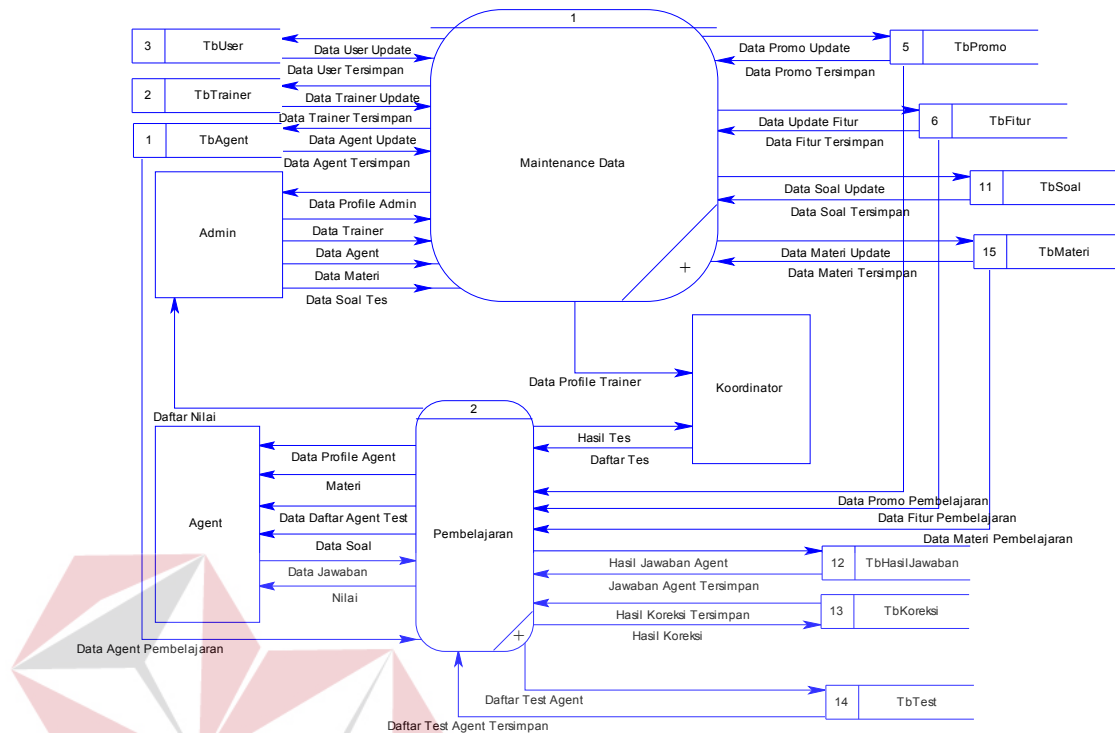 1
Maintenance Data
3 TbUser
Data User Update
Data User Tersimpan
2 TbTrainer
Data Trainer Update
Data Trainer Tersimpan
1 TbAgent
Data Agent Update
Data Agent Tersimpan
Admin
Data Profile Admin
Data Trainer
Data Agent
Data Materi
Data Soal Tes
5 TbPromo
Data Promo Update
Data Promo Tersimpan
6 TbFitur
Data Update Fitur
Data Fitur Tersimpan
11 TbSoal
Data Soal Update
Data Soal Tersimpan
15 TbMateri
Data Materi Update
Data Materi Tersimpan
+
Data Profile Trainer
Koordinator
Daftar Nilai
2
Pembelajaran
Hasil Tes
Daftar Tes
Agent
Data Profile Agent
Materi
Data Daftar Agent Test
Data Soal
Data Jawaban
Nilai
Data Agent Pembelajaran
Data Promo Pembelajaran
Data Fitur Pembelajaran
Data Materi Pembelajaran
Hasil Jawaban Agent
12 TbHasilJawaban
Jawaban Agent Tersimpan
13 TbKoreksi
Hasil Koreksi Tersimpan
Hasil Koreksi
+
Daftar Test Agent
14 TbTest
Daftar Test Agent Tersimpan